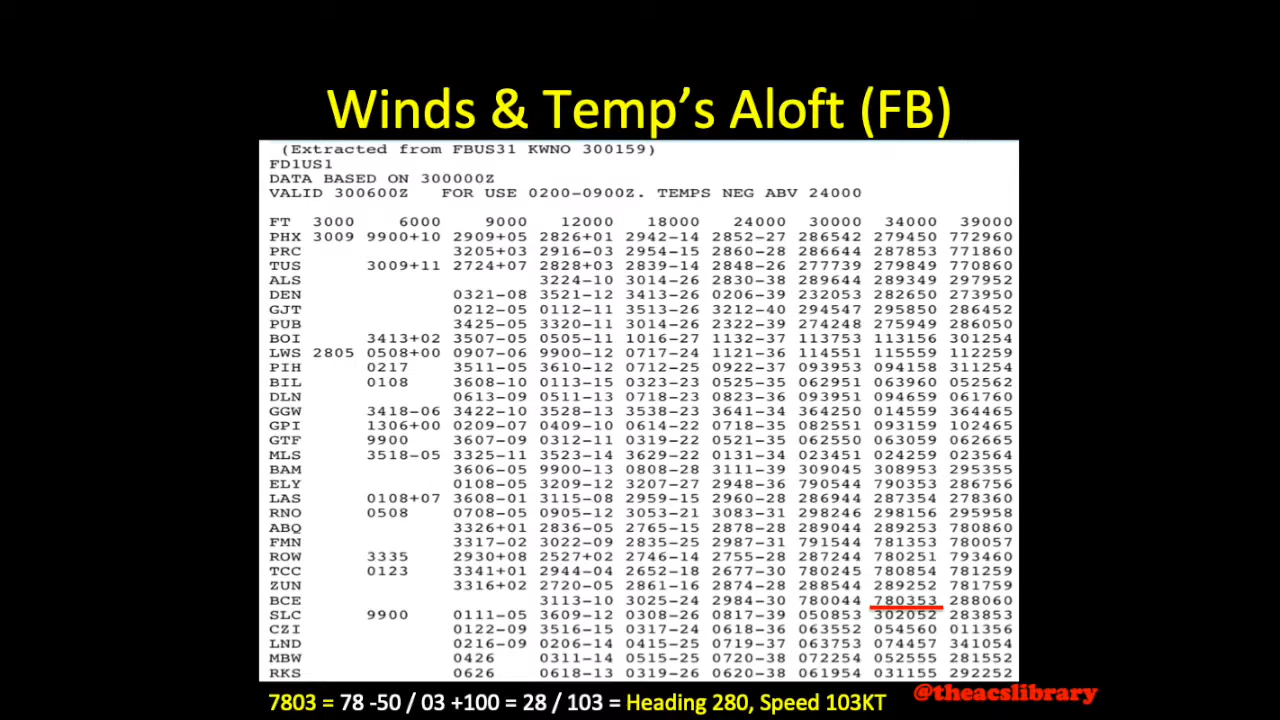 Winds & Temp's Aloft (FB)
(Extracted from FBUS31 KWNO 300159)
FD1US1
DATA BASED ON 300000Z
VALID 300600Z FOR USE 0200-0900Z. TEMPS NEG ABV 24000
FT 3000 6000 9000 12000 18000 24000 30000 34000 39000
PHX 3009 9900+10 2909+05 2826+01 2942-14 2852-27 286542 279450 772960
PRC 3205+03 2916-03 2954-15 2860-28 286644 287853 771860
TUS 3009+11 2724+07 2828+03 2839-14 2848-26 277739 279849 770860
ALS 3224-10 3014-26 2830-38 289644 289349 297952
DEN 0321-08 3521-12 3413-26 0206-39 232053 282650 273950
GJT 0212-05 0112-11 3513-26 3212-40 294547 295850 286452
PUB 3425-05 3320-11 3014-26 2322-39 274248 275949 286050
BOI 3413+02 3507-05 0505-11 1016-27 1132-37 113753 113156 301254
LWS 2805 0508+00 0907-06 9900-12 0717-24 1121-36 114551 115559 112259
PIH 0217 3511-05 3610-12 0712-25 0922-37 093953 094158 311254
BIL 0108 3608-10 0113-15 0323-23 0525-35 062951 063960 052562
DLN 0613-09 0511-13 0718-23 0823-36 093951 094659 061760
GGW 3418-06 3422-10 3528-13 3538-23 3641-34 364250 014559 364465
GPI 1306+00 0209-07 0409-10 0614-22 0718-35 082551 093159 102465
GTF 9900 3607-09 0312-11 0319-22 0521-35 062550 063059 062665
MLS 3518-05 3325-11 3523-14 3629-22 0131-34 023451 024259 023564
BAM 3606-05 9900-13 0808-28 3111-39 309045 308953 295355
ELY 0108-05 3209-12 3207-27 2948-36 790544 790353 286756
LAS 0108+07 3608-01 3115-08 2959-15 2960-28 286944 287354 278360
RNO 0508 0708-05 0905-12 3053-21 3083-31 298246 298156 295958
ABQ 3326+01 2836-05 2765-15 2878-28 289044 289253 780860
FMN 3317-02 3022-09 2835-25 2987-31 791544 781353 780057
ROW 3335 2930+08 2527+02 2746-14 2755-28 287244 780251 793460
TCC 0123 3341+01 2944-04 2652-18 2677-30 780245 780854 781259
ZUN 3316+02 2720-05 2861-16 2874-28 288544 289252 781759
BCE 3113-10 3025-24 2984-30 780044 780353 288060
SLC 9900 0111-05 3609-12 0308-26 0817-39 050853 302052 283853
CZI 0122-09 3516-15 0317-24 0618-36 063552 054560 011356
LND 0216-09 0206-14 0415-25 0719-37 063753 074457 341054
MBW 0426 0311-14 0515-25 0720-38 072254 052555 281552
RKS 0626 0618-13 0319-26 0820-38 061954 031155 292252
7803 = 78 -50 / 03 +100 = 28 / 103 = Heading 280, Speed 103KT
@theacslibrary